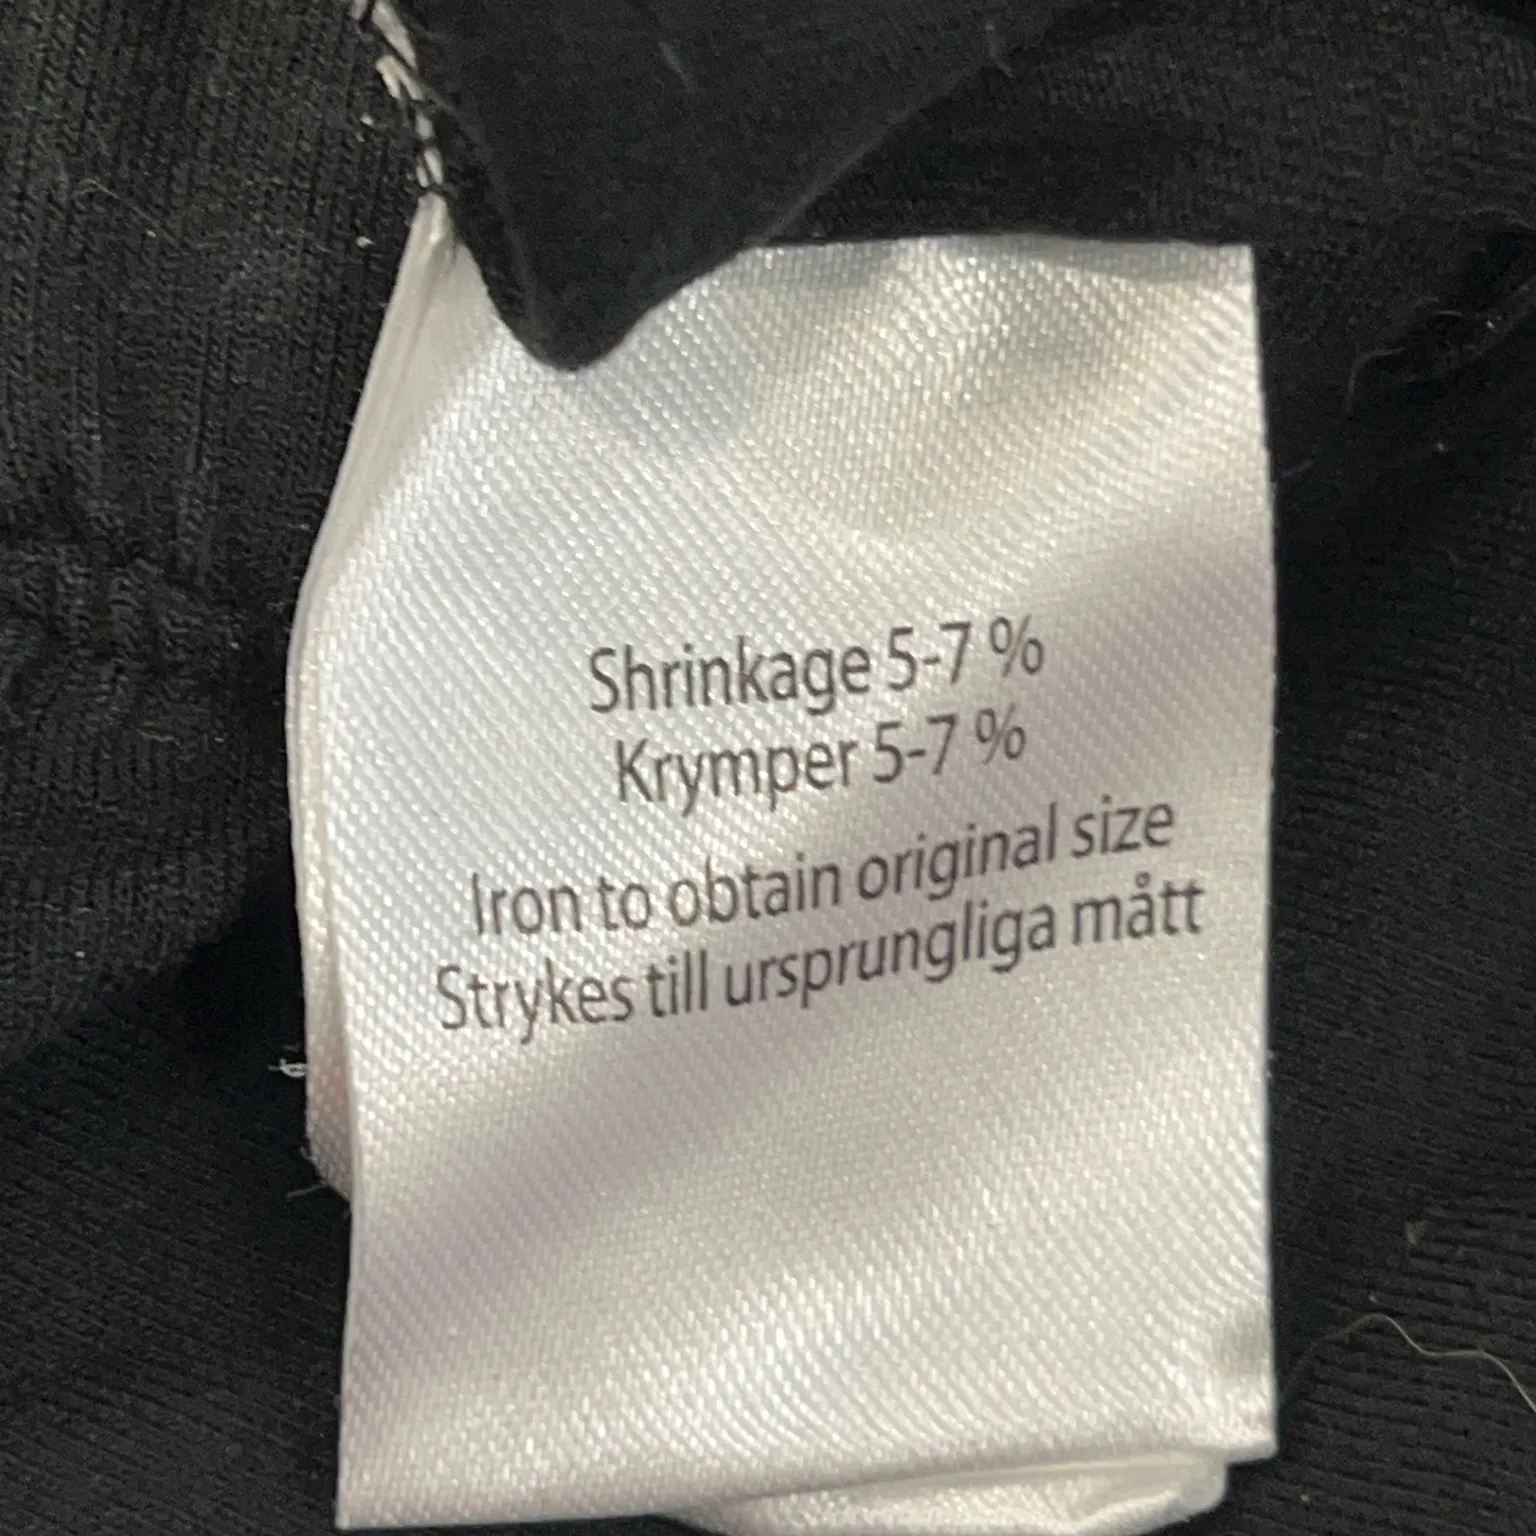 Shrinkage 5-7 %
Krymper 5-7 %
Iron to obtain original size
Strykes till ursprungliga mått